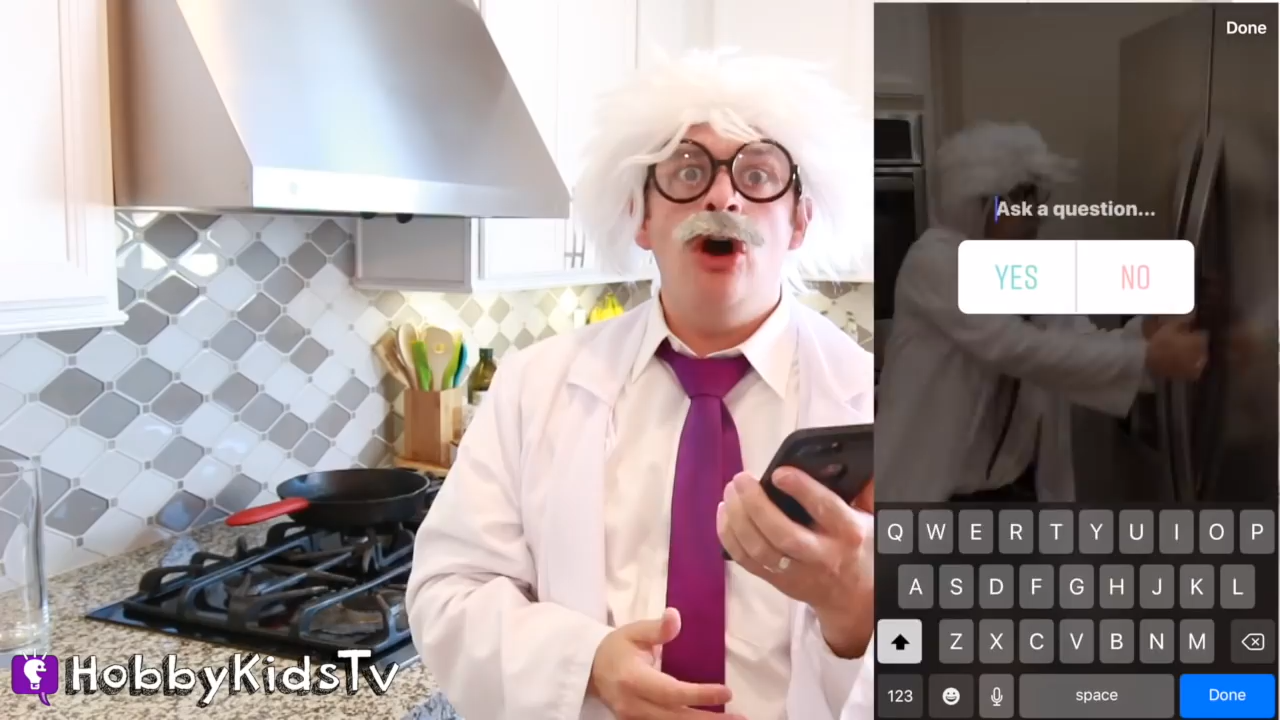 HobbyKidsTv
Done
Ask a question...
YES NO
Q W E R T Y U I O P
A S D F G H J K L
Z X C V B N M
123 space Done